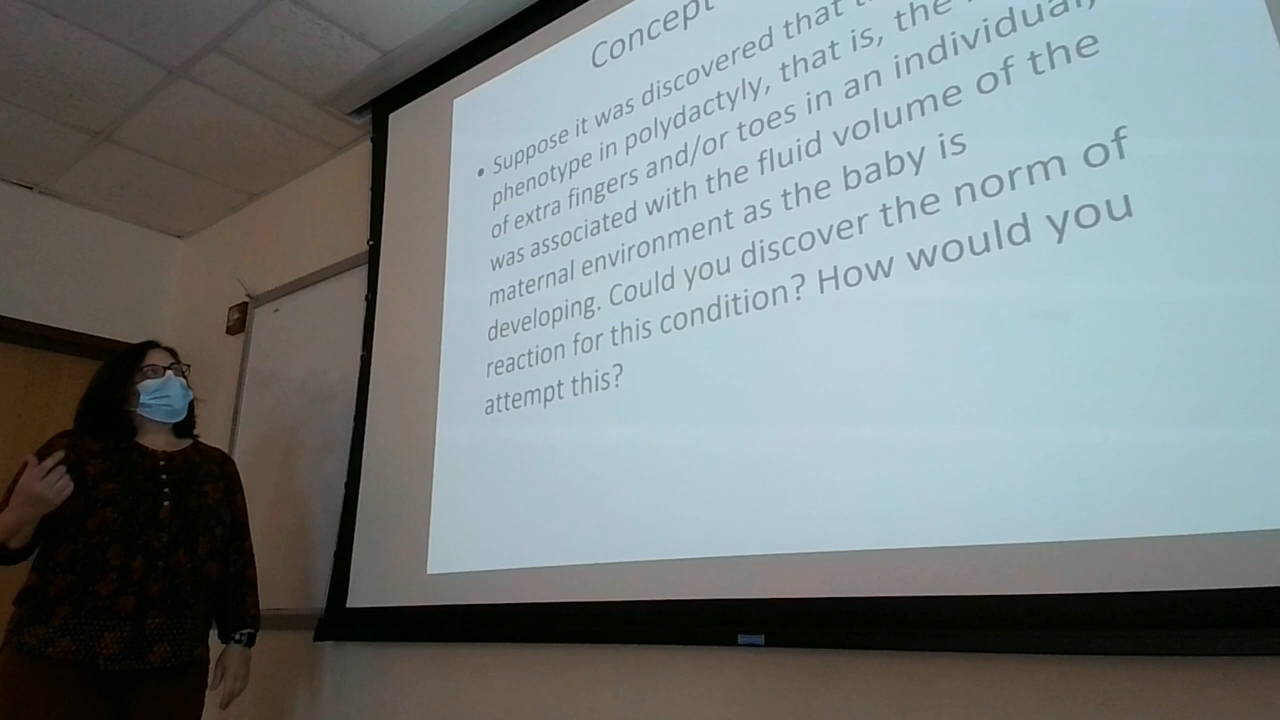 Concept
• Suppose it was discovered that
phenotype in polydactyly, that is, the
of extra fingers and/or toes in an individual,
was associated with the fluid volume of the
maternal environment as the baby is
developing. Could you discover the norm of
reaction for this condition? How would you
attempt this?